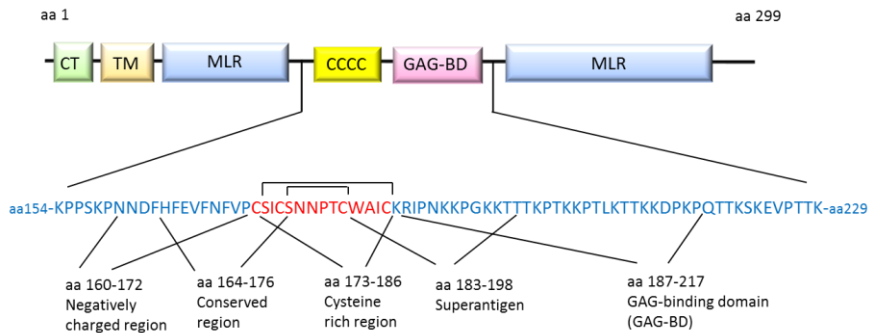 aa 1 aa 299
CT TM MLR CCCC GAG-BD MLR
aa154-KPPSKPNNDFHFEVFNFVPCSICSNNPTCWAICKRIPNKKPGKKTTTKPTKKPTLKTTKKDPKPQTTKSKEVPTTK-aa229
aa 160-172 aa 164-176 aa 173-186 aa 183-198 aa 187-217
Negatively Conserved Cysteine Superantigen GAG-binding domain
charged region region rich region (GAG-BD)